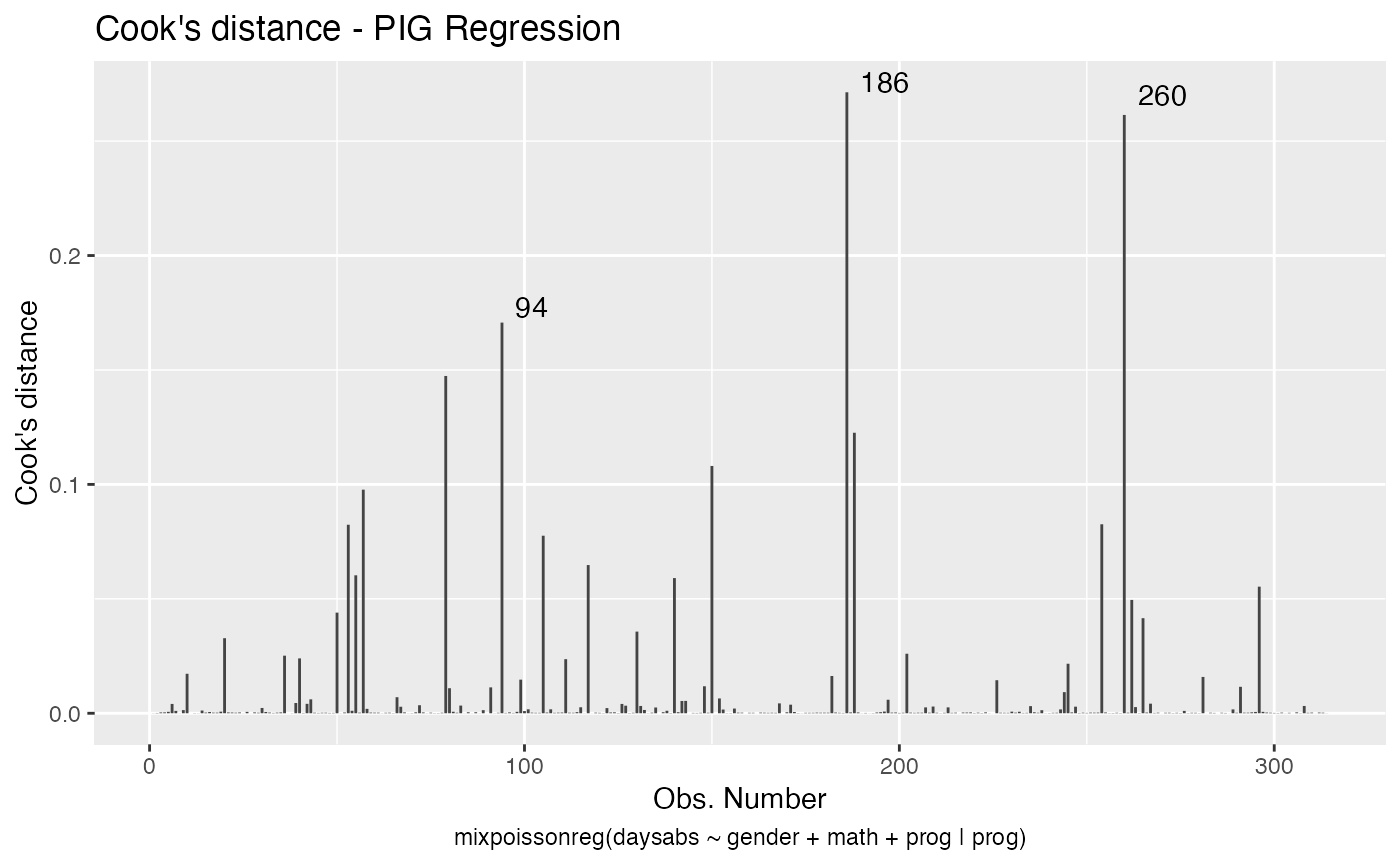 Cook's distance - PIG Regression
186
260
94
0.2
0.1
0.0
Cook's distance
0
100
200
300
Obs. Number
mixpoissonreg(daysabs ~ gender + math + prog | prog)